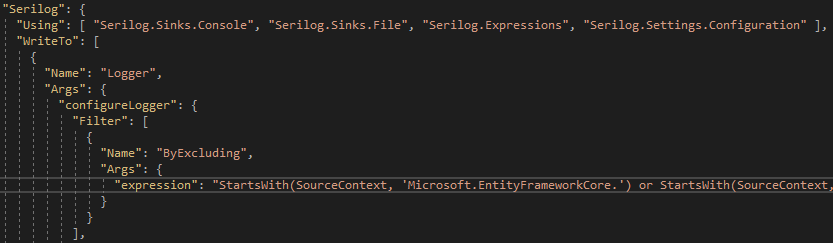 "Serilog": {
"Using": [ "Serilog.Sinks.Console", "Serilog.Sinks.File", "Serilog.Expressions", "Serilog.Settings.Configuration" ],
"WriteTo": [
{
"Name": "Logger",
"Args": {
"configureLogger": {
"Filter": [
{
"Name": "ByExcluding",
"Args": {
"expression": "StartsWith(SourceContext, 'Microsoft.EntityFrameworkCore.') or StartsWith(SourceContext,
}
}
],